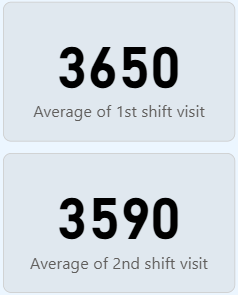 3650
Average of 1st shift visit
3590
Average of 2nd shift visit